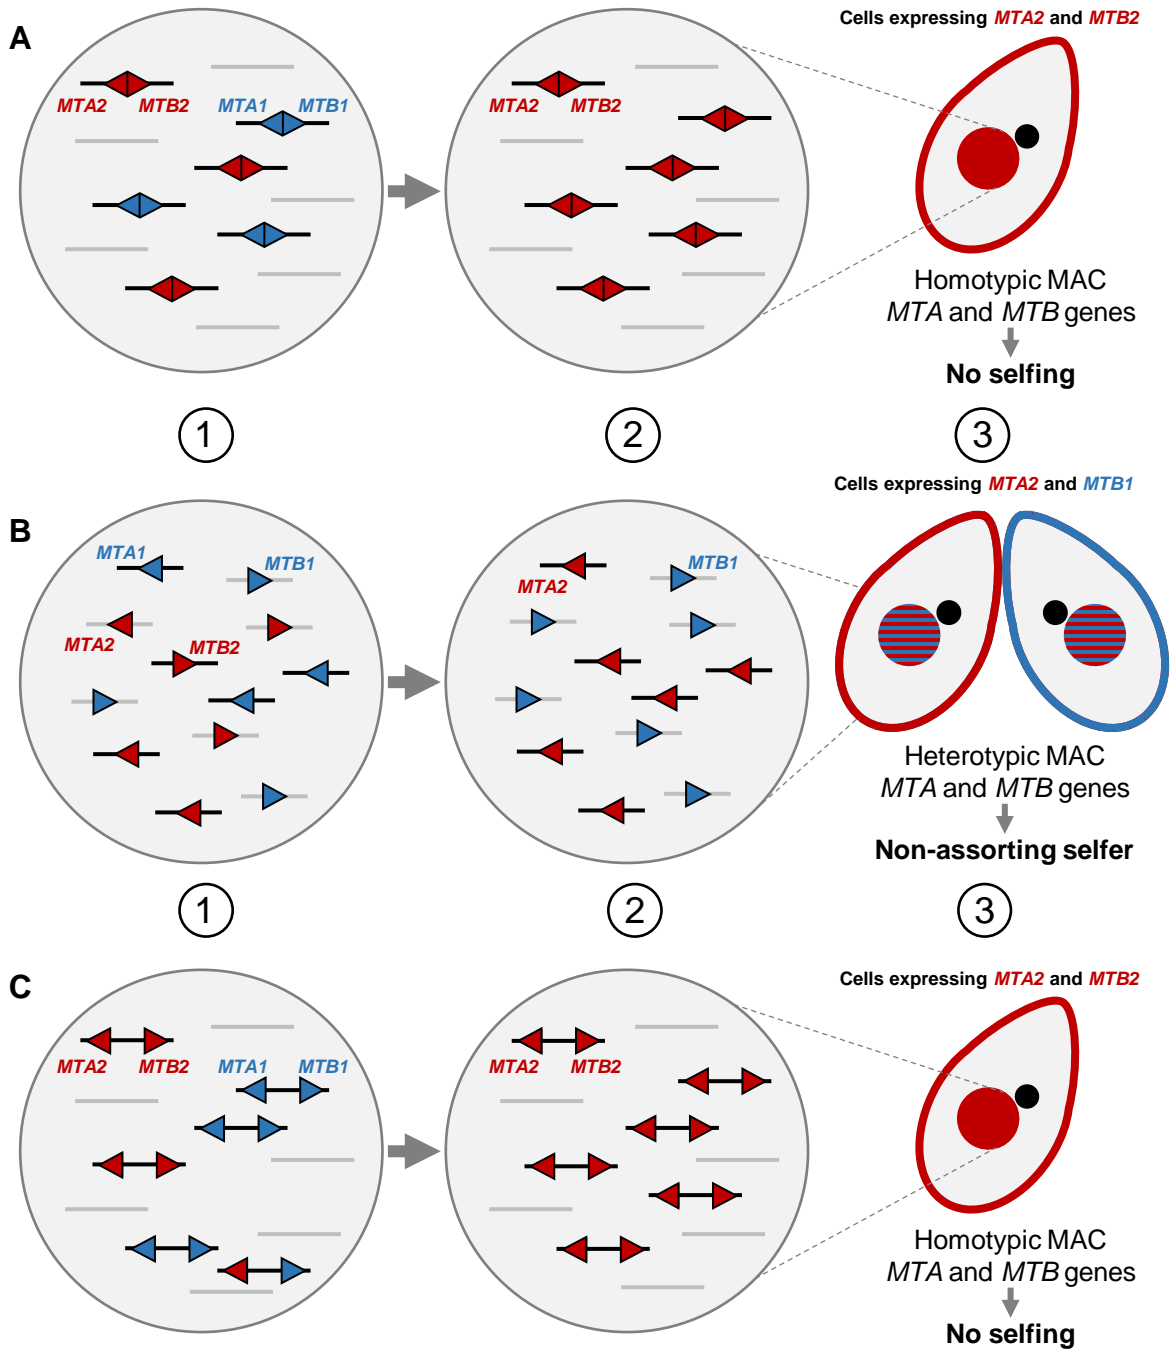 A
Cells expressing MTA2 and MTB2
MTA2 MTB2 MTA1 MTB1
MTA2 MTB2
Homotypic MAC
MTA and MTB genes
No selfing
1 2 3
Cells expressing MTA2 and MTB1
B
MTA1 MTB1
MTA2 MTB2
MTB1
MTA2
Heterotypic MAC
MTA and MTB genes
Non-assorting selfer
1 2 3
C
Cells expressing MTA2 and MTB2
MTA2 MTB2 MTA1 MTB1
MTA2 MTB2
Homotypic MAC
MTA and MTB genes
No selfing